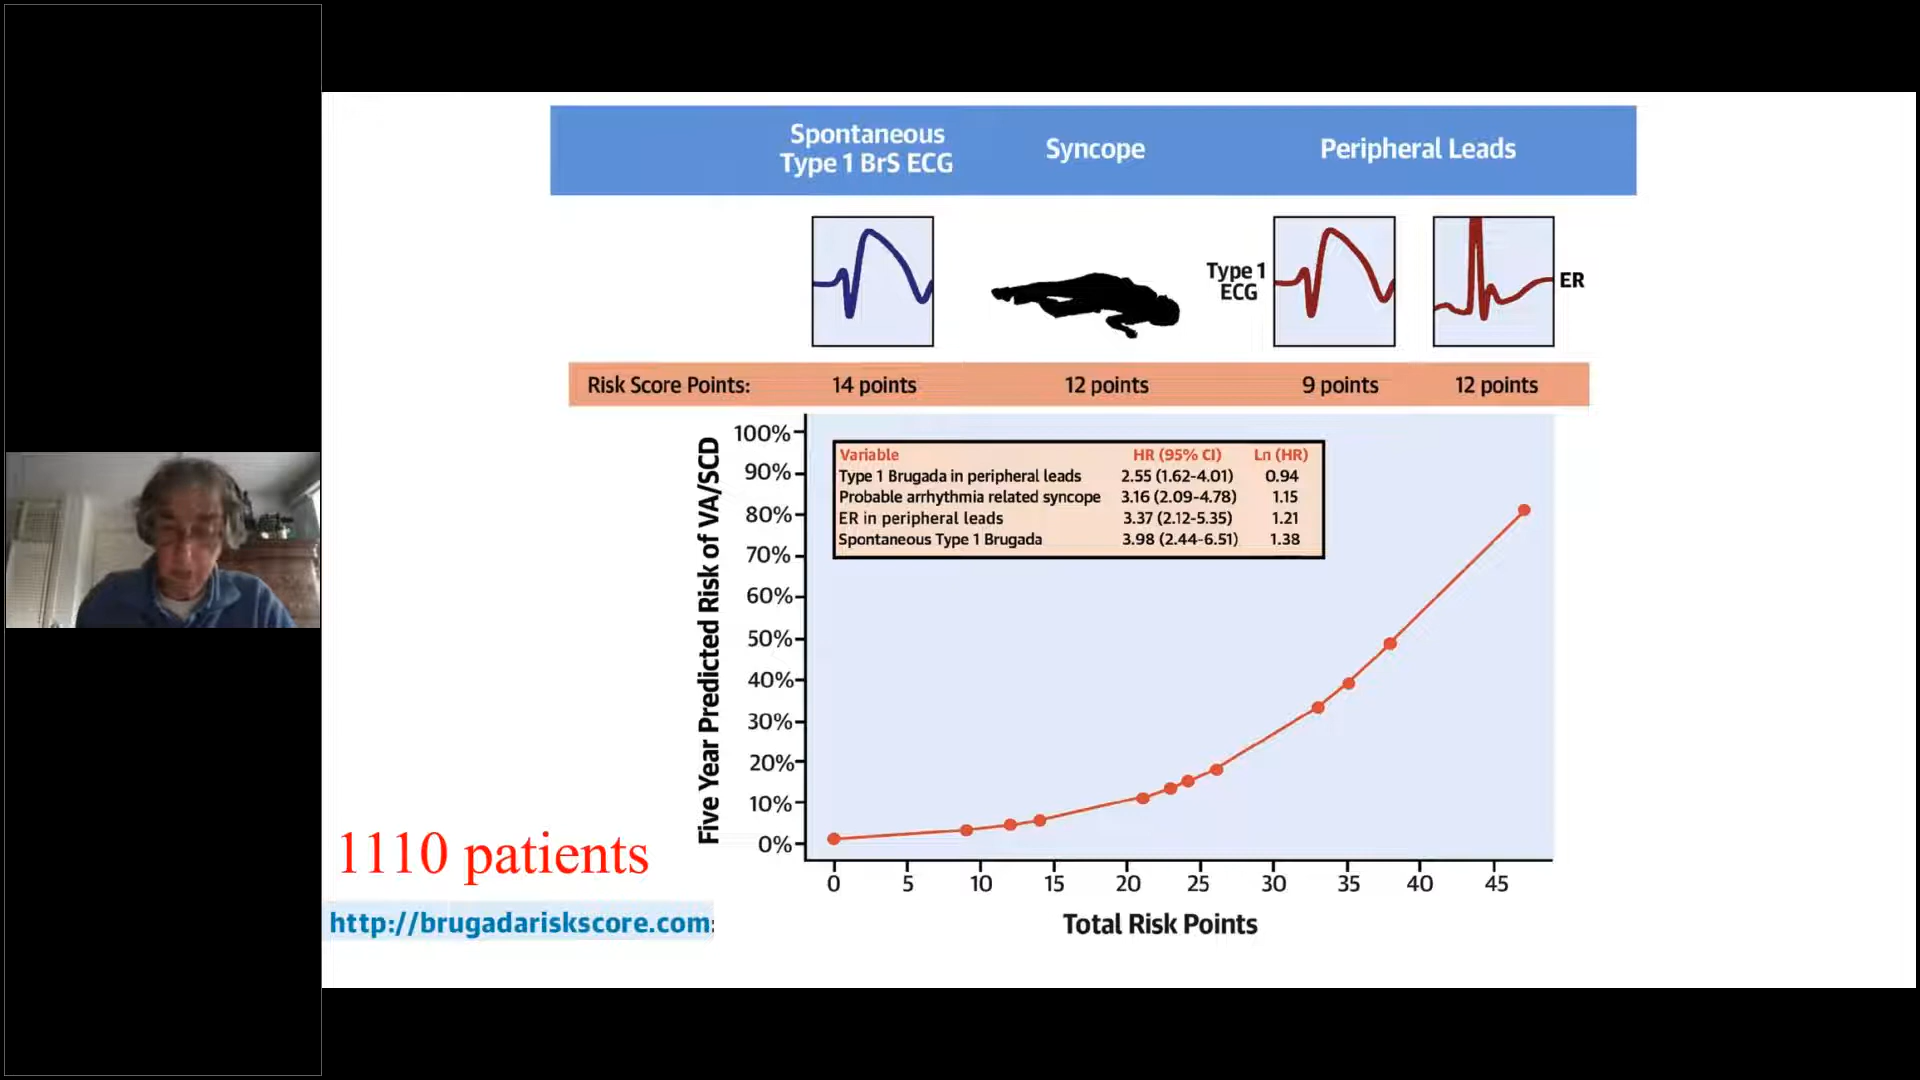 Spontaneous
Type 1 BrS ECG
Syncope
Peripheral Leads
Type 1
ECG
ER
Risk Score Points: 14 points 12 points 9 points 12 points
Five Year Predicted Risk of VA/SCD
100%
90%
80%
70%
60%
50%
40%
30%
20%
10%
0%
Variable HR (95% CI) Ln (HR)
Type 1 Brugada in peripheral leads 2.55 (1.62-4.01) 0.94
Probable arrhythmia related syncope 3.16 (2.09-4.78) 1.15
ER in peripheral leads 3.37 (2.12-5.35) 1.21
Spontaneous Type 1 Brugada 3.98 (2.44-6.51) 1.38
0 5 10 15 20 25 30 35 40 45
Total Risk Points
1110 patients
http://brugadariskscore.com: